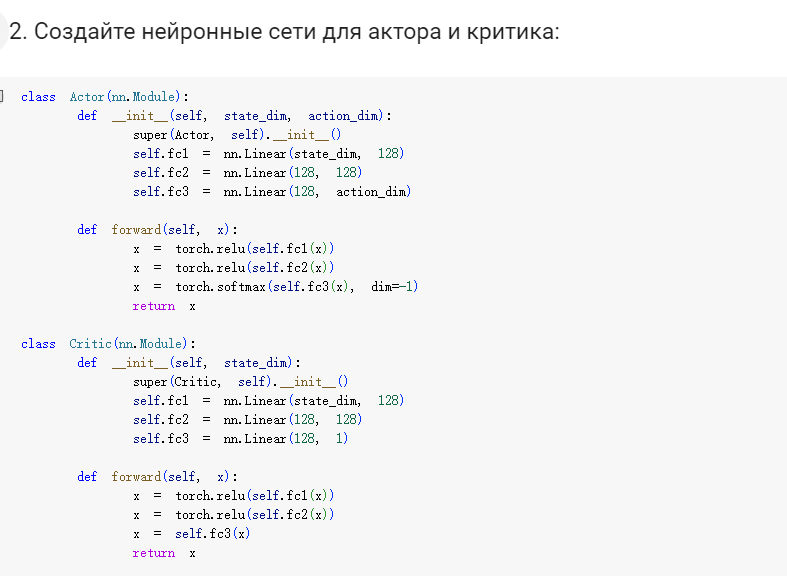 2. Создайте нейронные сети для актора и критика:
class Actor(nn.Module):
def __init__(self, state_dim, action_dim):
super(Actor, self).__init__()
self.fc1 = nn.Linear(state_dim, 128)
self.fc2 = nn.Linear(128, 128)
self.fc3 = nn.Linear(128, action_dim)
def forward(self, x):
x = torch.relu(self.fc1(x))
x = torch.relu(self.fc2(x))
x = torch.softmax(self.fc3(x), dim=-1)
return x
class Critic(nn.Module):
def __init__(self, state_dim):
super(Critic, self).__init__()
self.fc1 = nn.Linear(state_dim, 128)
self.fc2 = nn.Linear(128, 128)
self.fc3 = nn.Linear(128, 1)
def forward(self, x):
x = torch.relu(self.fc1(x))
x = torch.relu(self.fc2(x))
x = self.fc3(x)
return x